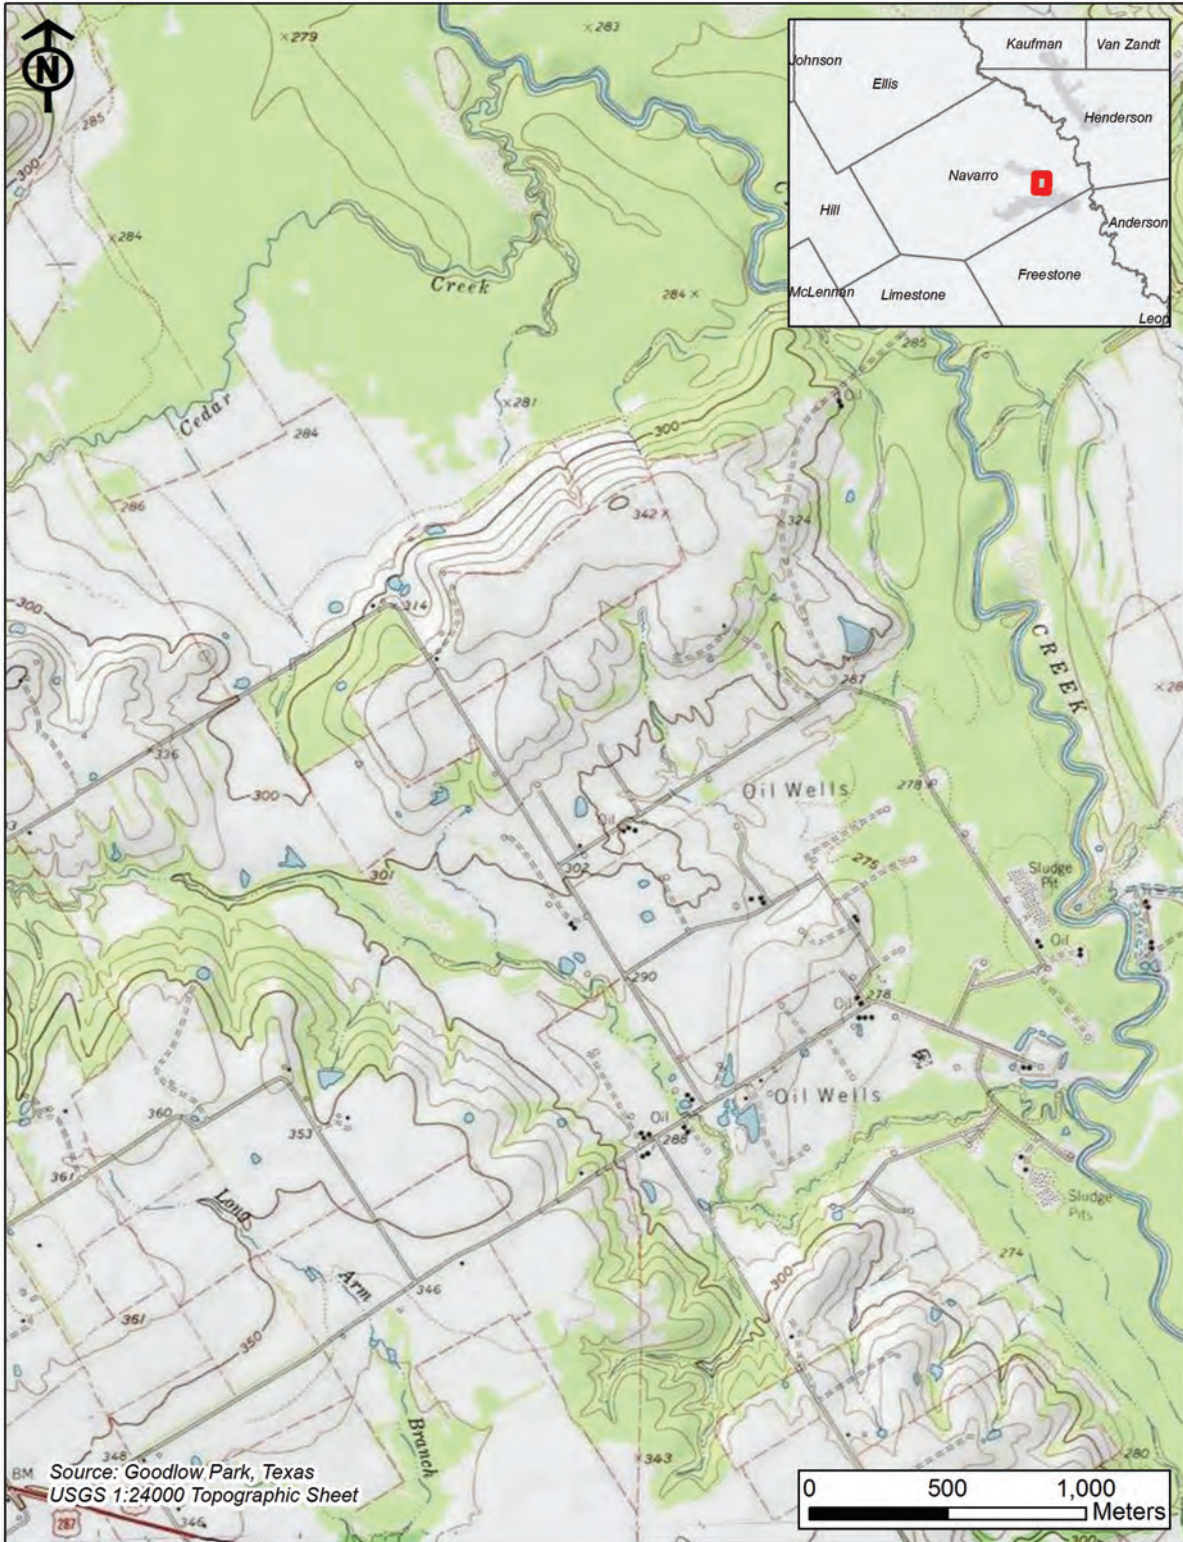 N
×279
×283
285
300
×284
Creek
284×
285
Oil
×281
Cedar
284
300
286
342×
324
300
314
287
CREEK
336
300
278
Oil Wells
Oil
302
301
275
Sludge
Pit
Oil
290
Oil
278
Oil Wells
360
353
Oil
288
361
Long
Arm
346
300
Sludge
Pits
274
361
350
Branch
348
×343
280
BM
287
346
300
Source: Goodlow Park, Texas
USGS 1:24000 Topographic Sheet
0 500 1,000
Meters
Kaufman
Van Zandt
Johnson
Ellis
Henderson
Navarro
Hill
Anderson
Freestone
McLennan
Limestone
Leon